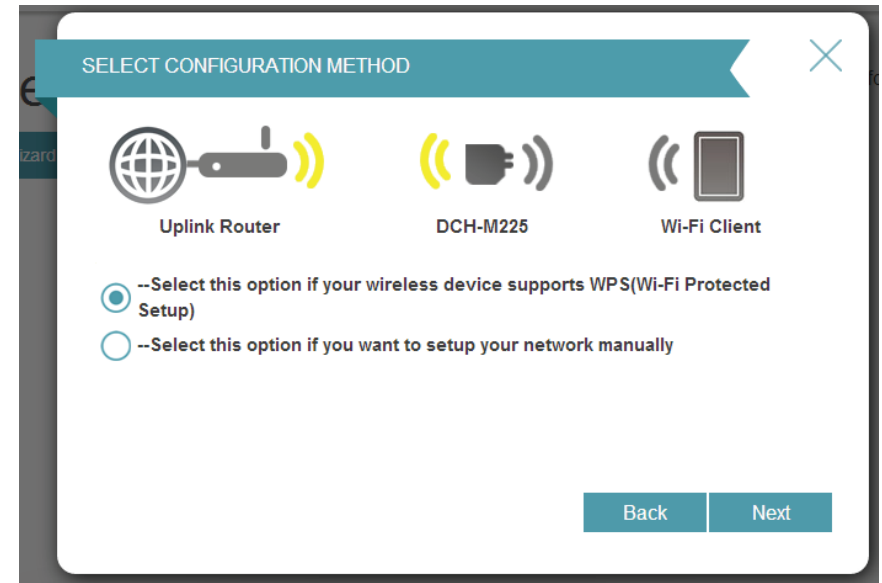 SELECT CONFIGURATION METHOD
izard
Uplink Router
DCH-M225
Wi-Fi Client
--Select this option if your wireless device supports WPS(Wi-Fi Protected
Setup)
--Select this option if you want to setup your network manually
Back
Next